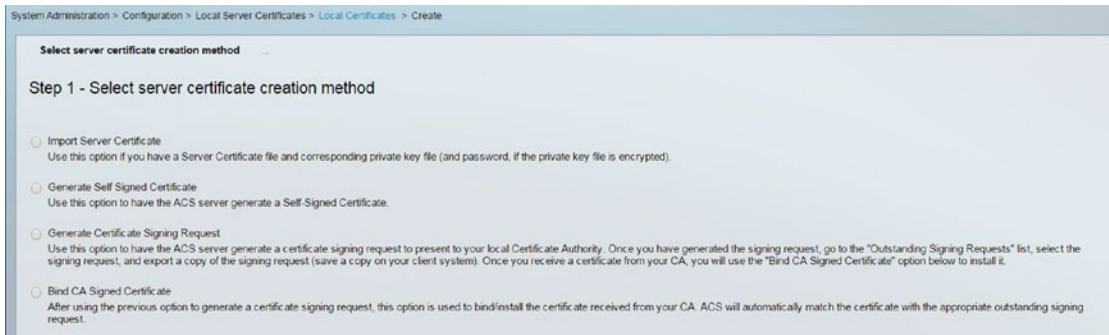 System Administration > Configuration > Local Server Certificates > Local Certificates > Create
Select server certificate creation method
Step 1 - Select server certificate creation method
Import Server Certificate
Use this option if you have a Server Certificate file and corresponding private key file (and password, if the private key file is encrypted).
Generate Self Signed Certificate
Use this option to have the ACS server generate a Self-Signed Certificate.
Generate Certificate Signing Request
Use this option to have the ACS server generate a certificate signing request to present to your local Certificate Authority. Once you have generated the signing request, go to the "Outstanding Signing Requests" list, select the
signing request, and export a copy of the signing request (save a copy on your client system). Once you receive a certificate from your CA, you will use the "Bind CA Signed Certificate" option below to install it.
Bind CA Signed Certificate
After using the previous option to generate a certificate signing request, this option is used to bind/install the certificate received from your CA. ACS will automatically match the certificate with the appropriate outstanding signing
request.